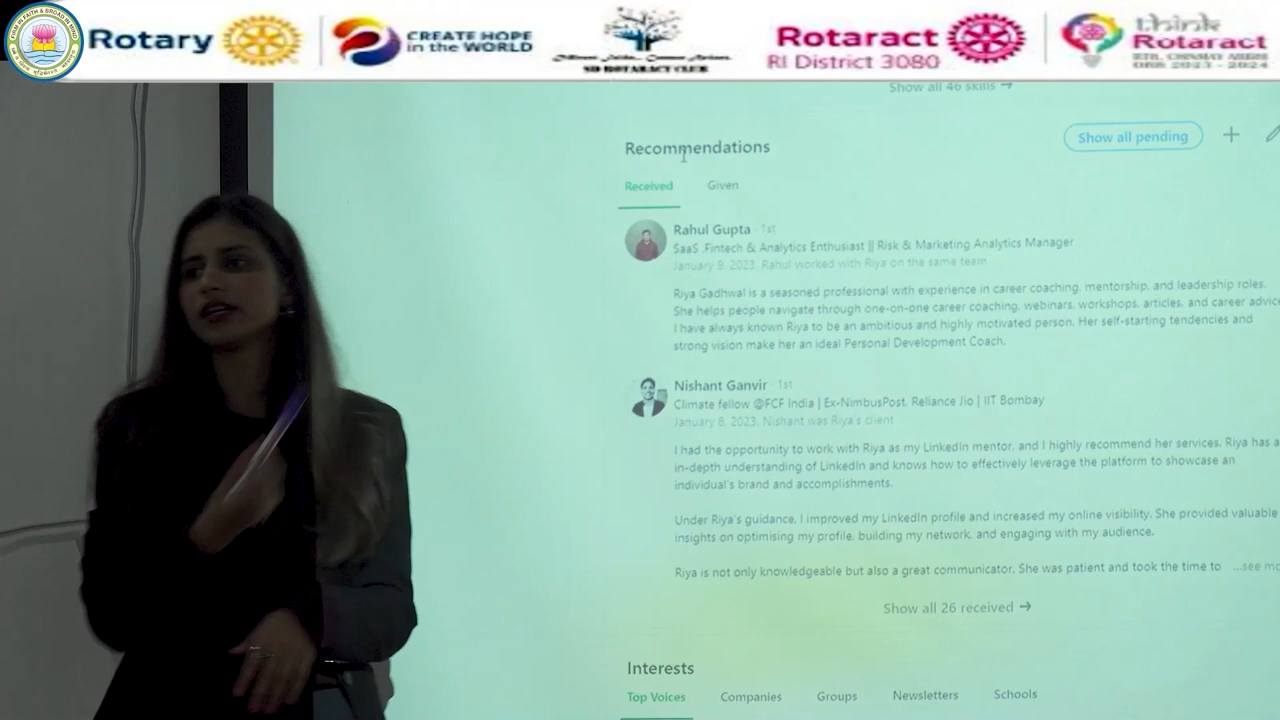 Rotary
CREATE HOPE
in the WORLD
SD ROTARACT CLUB
Rotaract
RI District 3080
think
Rotaract
Show all 46 skills →
Recommendations
Show all pending
Received
Given
Rahul Gupta · 1st
SaaS ,Fintech & Analytics Enthusiast || Risk & Marketing Analytics Manager
January 9, 2023, Rahul worked with Riya on the same team
Riya Gadhwal is a seasoned professional with experience in career coaching, mentorship, and leadership roles.
She helps people navigate through one-on-one career coaching, webinars, workshops, articles, and career advice
I have always known Riya to be an ambitious and highly motivated person. Her self-starting tendencies and
strong vision make her an ideal Personal Development Coach.
Nishant Ganvir · 1st
Climate fellow @FCF India | Ex-NimbusPost, Reliance Jio | IIT Bombay
January 8, 2023, Nishant was Riya's client
I had the opportunity to work with Riya as my LinkedIn mentor, and I highly recommend her services. Riya has a
in-depth understanding of LinkedIn and knows how to effectively leverage the platform to showcase an
individual's brand and accomplishments.
Under Riya's guidance, I improved my LinkedIn profile and increased my online visibility. She provided valuable
insights on optimising my profile, building my network, and engaging with my audience.
Riya is not only knowledgeable but also a great communicator. She was patient and took the time to ...see mo
Show all 26 received →
Interests
Top Voices
Companies
Groups
Newsletters
Schools